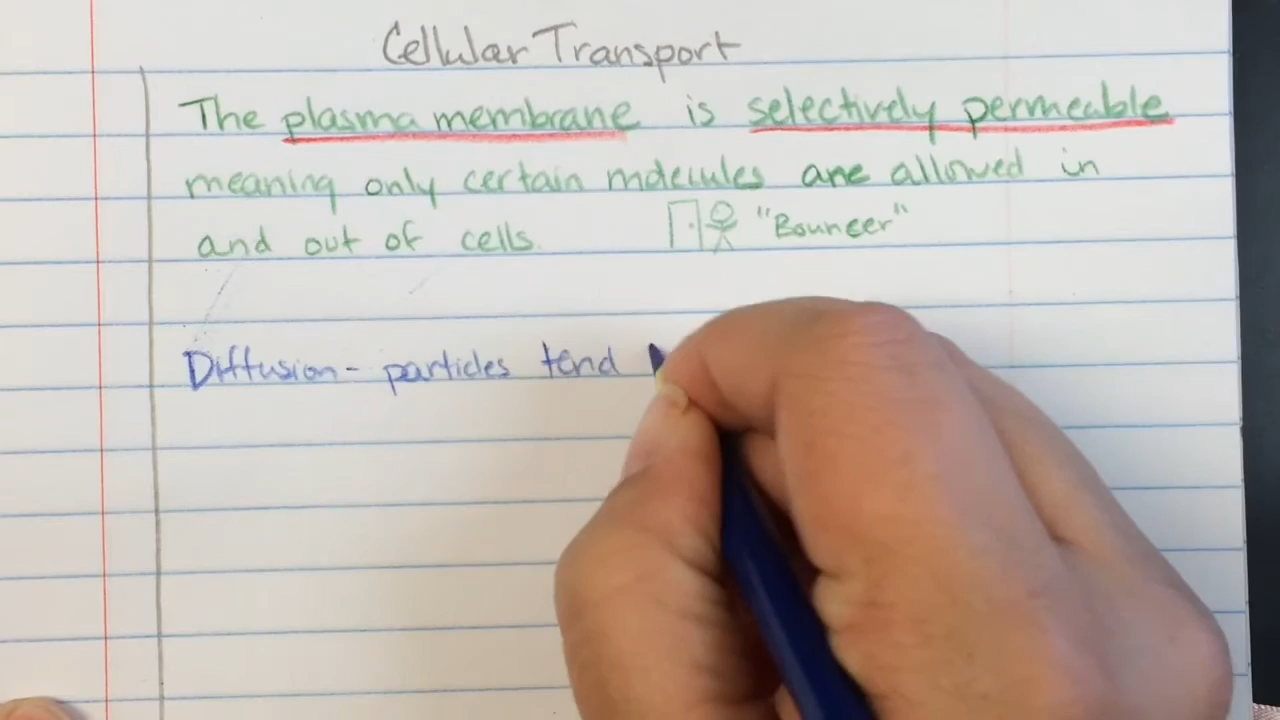 Cellular Transport
The plasma membrane is selectively permeable
meaning only certain molecules are allowed in
and out of cells. "Bouncer"
Diffusion - particles tend